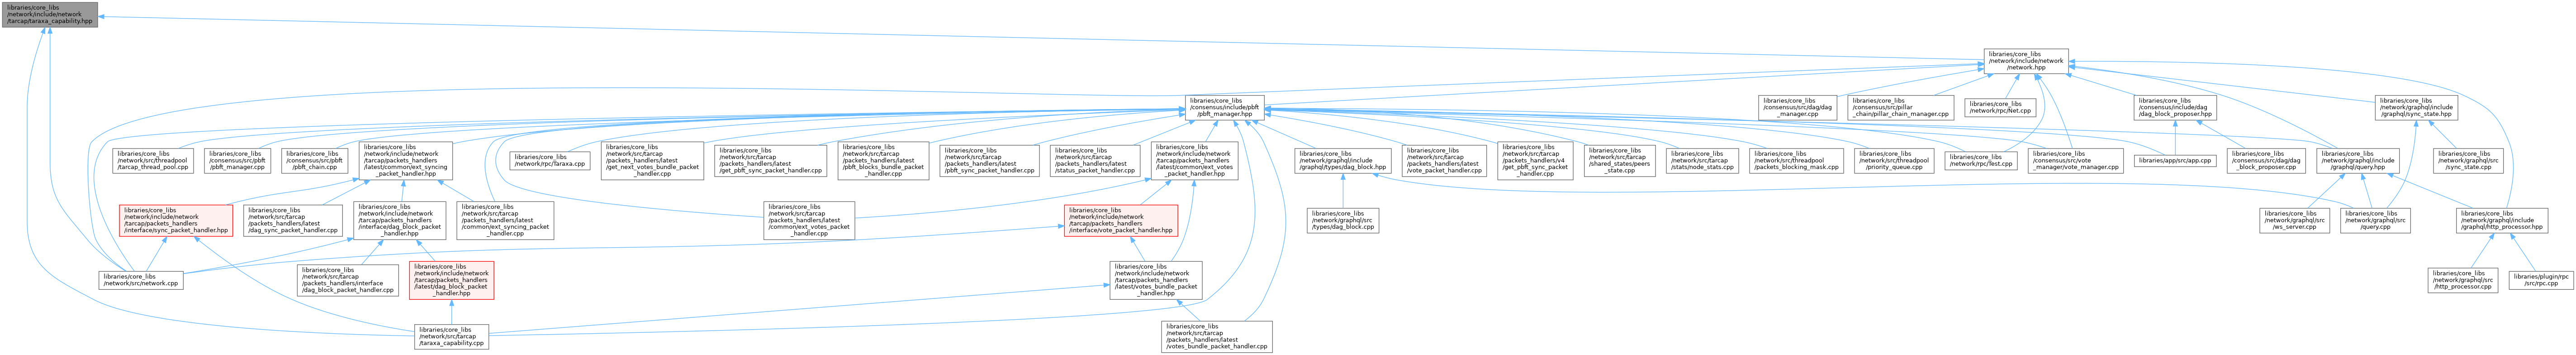 libraries/core_libs
/network/include/network
/tarcap/taraxa_capability.hpp
libraries/core_libs
/network/include/network
/network.hpp
libraries/core_libs
/consensus/include/pbft
/pbft_manager.hpp
libraries/core_libs
/consensus/src/dag/dag
_manager.cpp
libraries/core_libs
/consensus/src/pillar
_chain/pillar_chain_manager.cpp
libraries/core_libs
/network/rpc/Net.cpp
libraries/core_libs
/consensus/include/dag
/dag_block_proposer.hpp
libraries/core_libs
/network/graphql/include
/graphql/sync_state.hpp
libraries/core_libs
/network/src/threadpool
/tarcap_thread_pool.cpp
libraries/core_libs
/consensus/src/pbft
/pbft_manager.cpp
libraries/core_libs
/consensus/src/pbft
/pbft_chain.cpp
libraries/core_libs
/network/include/network
/tarcap/packets_handlers
/latest/common/ext_syncing
_packet_handler.hpp
libraries/core_libs
/network/rpc/Taraxa.cpp
libraries/core_libs
/network/src/tarcap
/packets_handlers/latest
/get_next_votes_bundle_packet
_handler.cpp
libraries/core_libs
/network/src/tarcap
/packets_handlers/latest
/get_pbft_sync_packet_handler.cpp
libraries/core_libs
/network/src/tarcap
/packets_handlers/latest
/pbft_blocks_bundle_packet
_handler.cpp
libraries/core_libs
/network/src/tarcap
/packets_handlers/latest
/pbft_sync_packet_handler.cpp
libraries/core_libs
/network/src/tarcap
/packets_handlers/latest
/status_packet_handler.cpp
libraries/core_libs
/network/include/network
/tarcap/packets_handlers
/latest/common/ext_votes
_packet_handler.hpp
libraries/core_libs
/network/graphql/include
/graphql/types/dag_block.hpp
libraries/core_libs
/network/src/tarcap
/packets_handlers/latest
/vote_packet_handler.cpp
libraries/core_libs
/network/src/tarcap
/packets_handlers/v4
/get_pbft_sync_packet
_handler.cpp
libraries/core_libs
/network/src/tarcap
/shared_states/peers
_state.cpp
libraries/core_libs
/network/src/tarcap
/stats/node_stats.cpp
libraries/core_libs
/network/src/threadpool
/packets_blocking_mask.cpp
libraries/core_libs
/network/src/threadpool
/priority_queue.cpp
libraries/core_libs
/network/rpc/Test.cpp
libraries/core_libs
/consensus/src/vote
_manager/vote_manager.cpp
libraries/app/src/app.cpp
libraries/core_libs
/consensus/src/dag/dag
_block_proposer.cpp
libraries/core_libs
/network/graphql/include
/graphql/query.hpp
libraries/core_libs
/network/graphql/src
/sync_state.cpp
libraries/core_libs
/network/include/network
/tarcap/packets_handlers
/interface/sync_packet_handler.hpp
libraries/core_libs
/network/src/tarcap
/packets_handlers/latest
/dag_sync_packet_handler.cpp
libraries/core_libs
/network/include/network
/tarcap/packets_handlers
/interface/dag_block_packet
_handler.hpp
libraries/core_libs
/network/src/tarcap
/packets_handlers/latest
/common/ext_syncing_packet
_handler.cpp
libraries/core_libs
/network/src/tarcap
/packets_handlers/latest
/common/ext_votes_packet
_handler.cpp
libraries/core_libs
/network/include/network
/tarcap/packets_handlers
/interface/vote_packet_handler.hpp
libraries/core_libs
/network/graphql/src
/types/dag_block.cpp
libraries/core_libs
/network/graphql/src
/ws_server.cpp
libraries/core_libs
/network/graphql/src
/query.cpp
libraries/core_libs
/network/graphql/include
/graphql/http_processor.hpp
libraries/core_libs
/network/src/network.cpp
libraries/core_libs
/network/src/tarcap
/packets_handlers/interface
/dag_block_packet_handler.cpp
libraries/core_libs
/network/include/network
/tarcap/packets_handlers
/latest/dag_block_packet
_handler.hpp
libraries/core_libs
/network/include/network
/tarcap/packets_handlers
/latest/votes_bundle_packet
_handler.hpp
libraries/core_libs
/network/graphql/src
/http_processor.cpp
libraries/plugin/rpc
/src/rpc.cpp
libraries/core_libs
/network/src/tarcap
/taraxa_capability.cpp
libraries/core_libs
/network/src/tarcap
/packets_handlers/latest
/votes_bundle_packet_handler.cpp